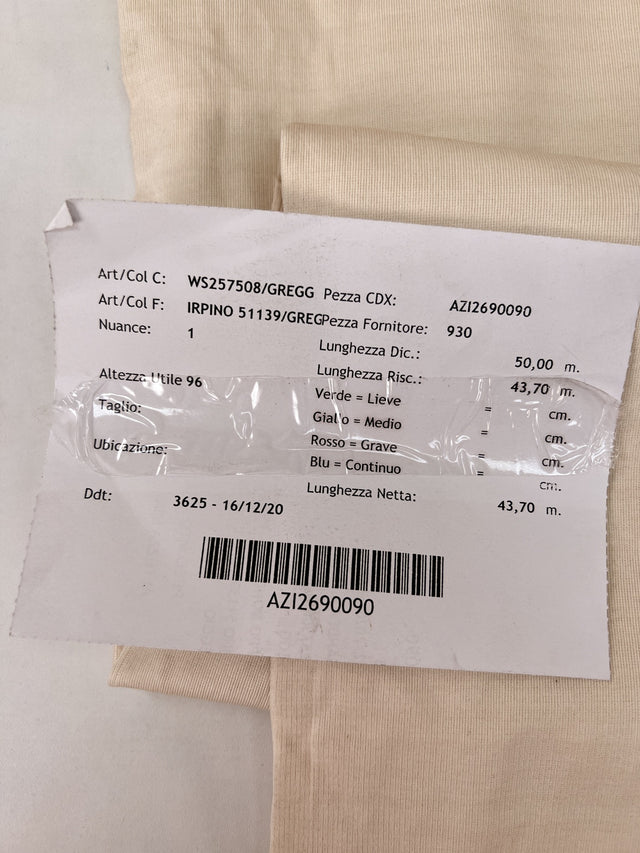 Art/Col C: WS257508/GREGG Pezza CDX: AZI2690090
Art/Col F: IRPINO 51139/GREG Pezza Fornitore: 930
Nuance: 1 Lunghezza Dic.: 50,00 m.
Lunghezza Risc.: 43,70 m.
Altezza Utile 96 Verde = Lieve = cm.
Taglio: Giallo = Medio = cm.
Rosso = Grave = cm.
Ubicazione: Blu = Continuo = cm.
Ddt: 3625 - 16/12/20 Lunghezza Netta: 43,70 m.
AZI2690090